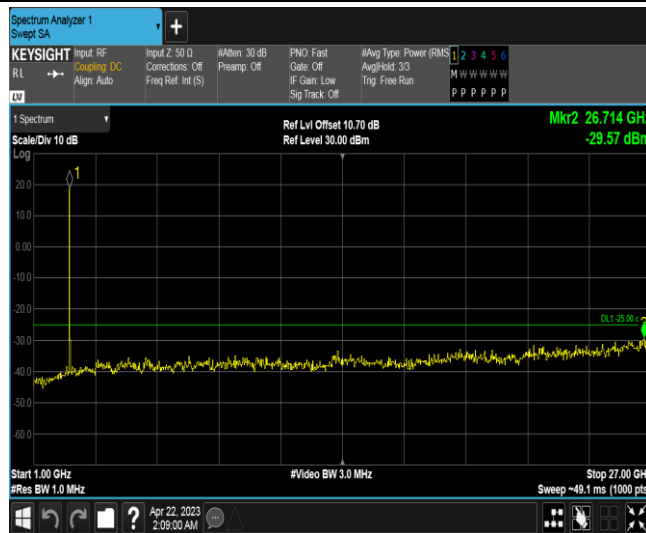 Spectrum Analyzer 1
Swept SA
+
KEYSIGHT
RL
LXI
Input: RF
Coupling: DC
Align: Auto
Input Z: 50 Ω
Corrections: Off
Freq Ref: Int (S)
#Atten: 30 dB
Preamp: Off
PNO: Fast
Gate: Off
IF Gain: Low
Sig Track: Off
#Avg Type: Power (RMS
Avg|Hold: 3/3
Trig: Free Run
1 2 3 4 5 6
M W W W W W
P P P P P P
1 Spectrum
Scale/Div 10 dB
Log
Ref Lvl Offset 10.70 dB
Ref Level 30.00 dBm
Mkr2 26.714 GHz
-29.57 dBm
1
20.0
10.0
0.00
-10.0
-20.0
-30.0
-40.0
-50.0
-60.0
DL1 -25.00
Start 1.00 GHz
#Res BW 1.0 MHz
#Video BW 3.0 MHz
Stop 27.00 GH
Sweep ~49.1 ms (1000 pts
?
Apr 22, 2023
2:09:00 AM